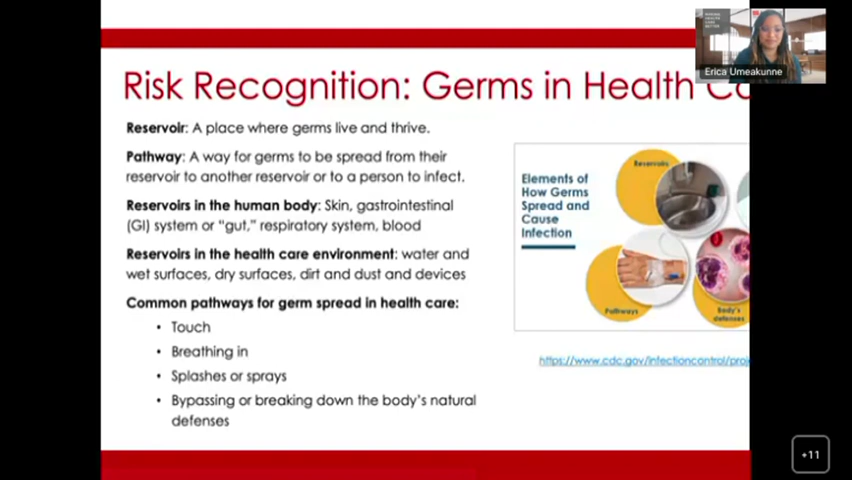 Erica Umeakunne
Risk Recognition: Germs in Health Ca
Reservoir: A place where germs live and thrive.
Pathway: A way for germs to be spread from their
reservoir to another reservoir or to a person to infect.
Reservoirs in the human body: Skin, gastrointestinal
(GI) system or “gut,” respiratory system, blood
Reservoirs in the health care environment: water and
wet surfaces, dry surfaces, dirt and dust and devices
Common pathways for germ spread in health care:
• Touch
• Breathing in
• Splashes or sprays
• Bypassing or breaking down the body’s natural
defenses
Elements of
How Germs
Spread and
Cause
Infection
Reservoirs
Pathways
Body's
defenses
https://www.cdc.gov/infectioncontrol/proje
+11